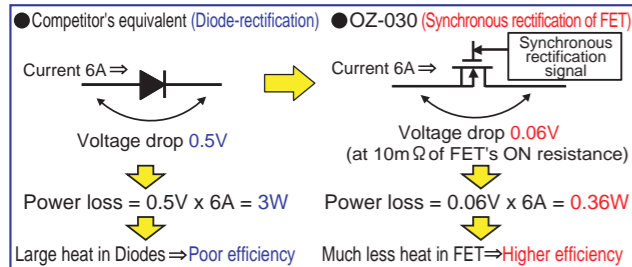 ●Competitor's equivalent (Diode-rectification)
Current 6A⇒
Voltage drop 0.5V
Power loss = 0.5V x 6A = 3W
Large heat in Diodes ⇒Poor efficiency
●OZ-030 (Synchronous rectification of FET)
Synchronous
rectification
signal
Current 6A⇒
Voltage drop 0.06V
(at 10mΩ of FET's ON resistance)
Power loss = 0.06V x 6A = 0.36W
Much less heat in FET⇒Higher efficiency